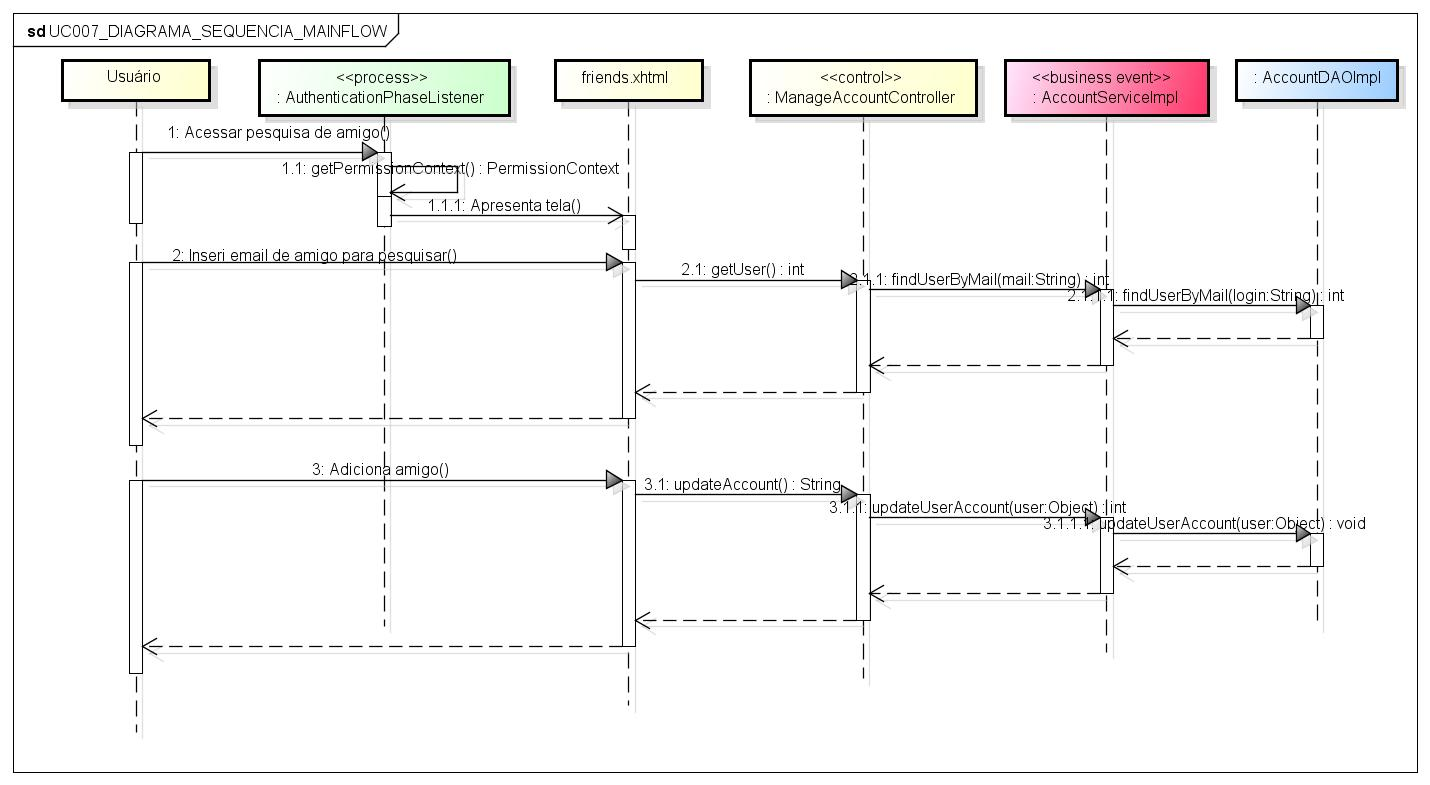 sd UC007_DIAGRAMA_SEQUENCIA_MAINFLOW
Usuário
<<process>>
: AuthenticationPhaseListener
friends.xhtml
<<control>>
: ManageAccountController
<<business event>>
: AccountServiceImpl
: AccountDAOImpl
1: Acessar pesquisa de amigo()
1.1: getPermissionContext() : PermissionContext
1.1.1: Apresenta tela()
2: Inseri email de amigo para pesquisar()
2.1: getUser() : int
2.1.1: findUserByMail(mail:String) : int
2.1.1.1: findUserByMail(login:String) : int
3: Adiciona amigo()
3.1: updateAccount() : String
3.1.1: updateUserAccount(user:Object) : int
3.1.1.1: updateUserAccount(user:Object) : void